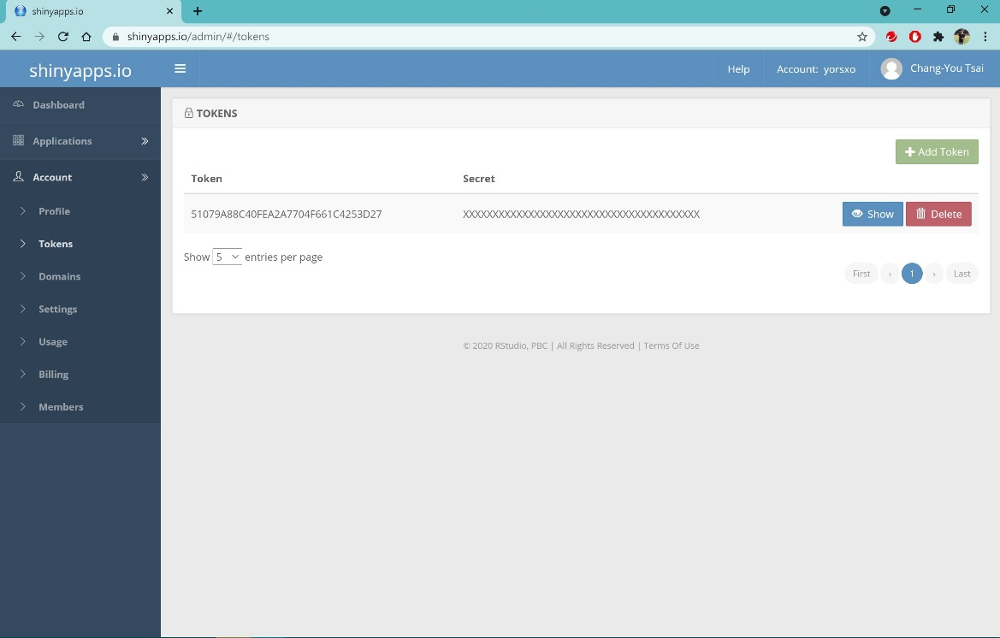 shinyapps.io
shinyapps.io/admin/#/tokens
shinyapps.io
Help
Account: yorsxo
Chang-You Tsai
Dashboard
Applications
Account
Profile
Tokens
Domains
Settings
Usage
Billing
Members
TOKENS
Add Token
Token Secret
51079A88C40FEA2A7704F661C4253D27 XXXXXXXXXXXXXXXXXXXXXXXXXXXXXXXXXXXXXXXX Show Delete
Show 5 entries per page
First ‹ 1 › Last
© 2020 RStudio, PBC | All Rights Reserved | Terms Of Use